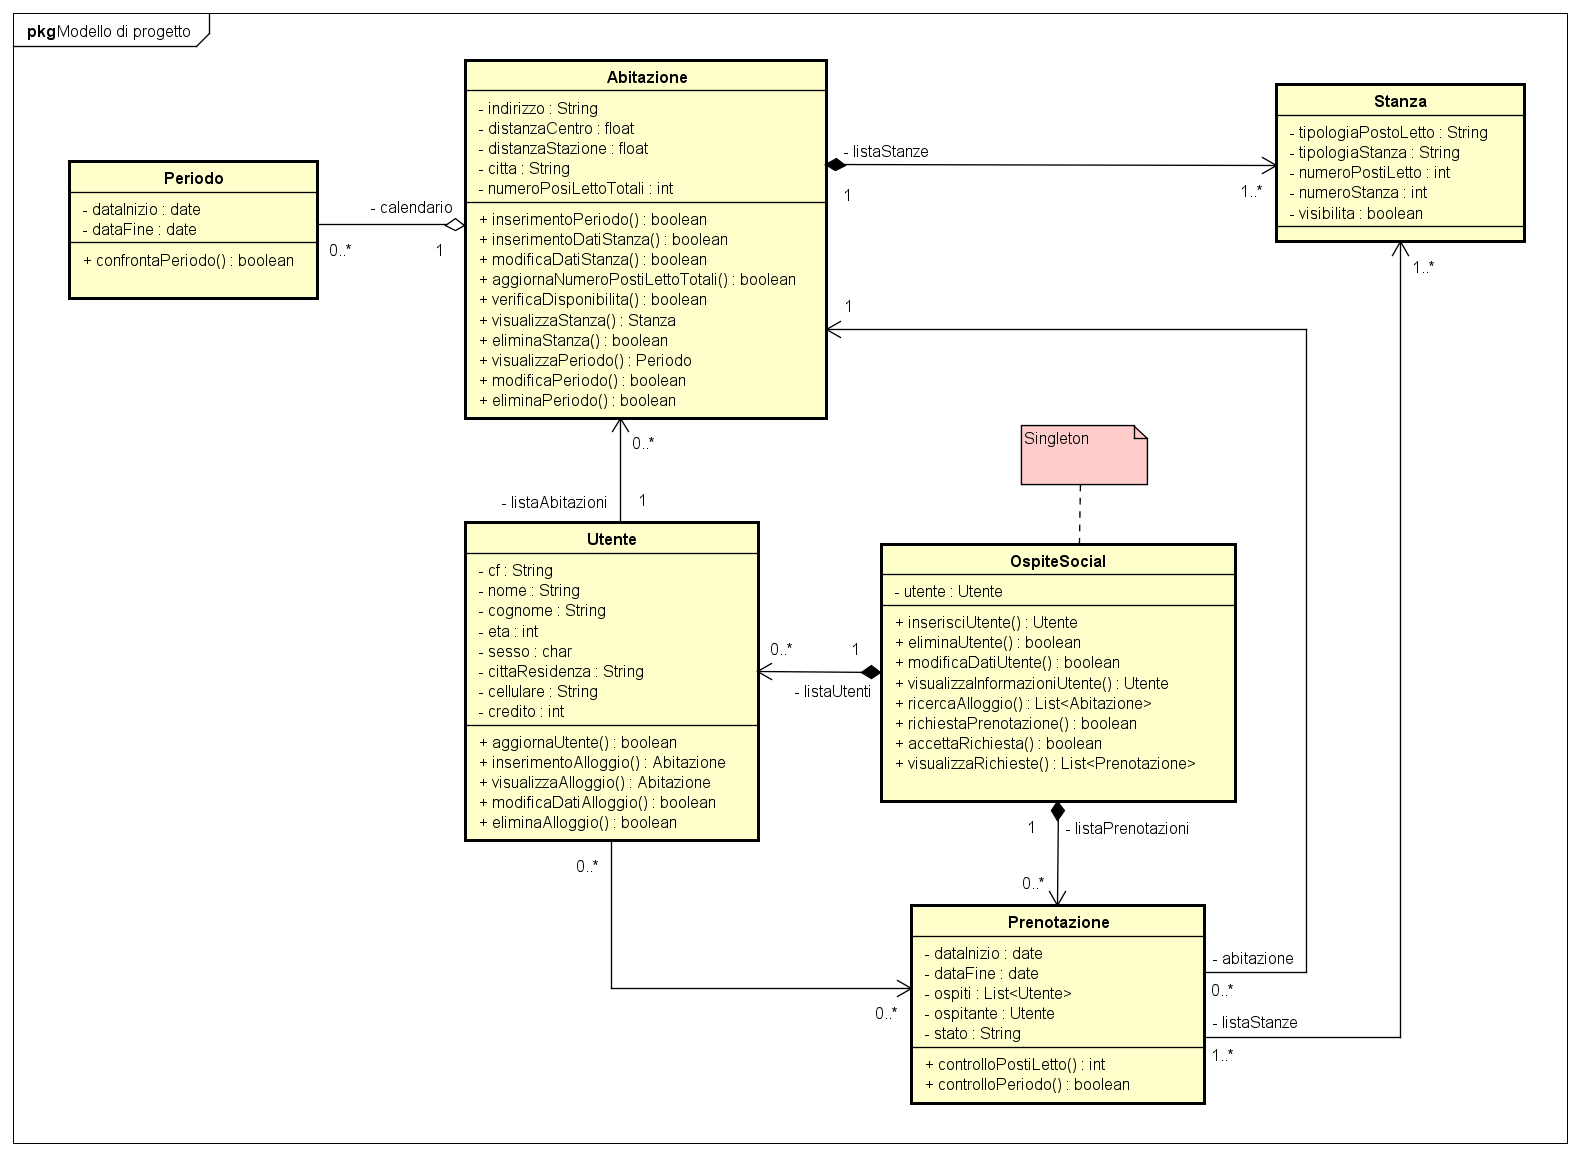 pkg Modello di progetto
Abitazione
- indirizzo : String
- distanzaCentro : float
- distanzaStazione : float
- citta : String
- numeroPosiLettoTotali : int
+ inserimentoPeriodo() : boolean
+ inserimentoDatiStanza() : boolean
+ modificaDatiStanza() : boolean
+ aggiornaNumeroPostiLettoTotali() : boolean
+ verificaDisponibilita() : boolean
+ visualizzaStanza() : Stanza
+ eliminaStanza() : boolean
+ visualizzaPeriodo() : Periodo
+ modificaPeriodo() : boolean
+ eliminaPeriodo() : boolean
Stanza
- tipologiaPostoLetto : String
- tipologiaStanza : String
- numeroPostiLetto : int
- numeroStanza : int
- visibilita : boolean
- listaStanze
1
1..*
Periodo
- dataInizio : date
- dataFine : date
+ confrontaPeriodo() : boolean
- calendario
0..*
1
1
1..*
0..*
- listaAbitazioni
1
Singleton
Utente
- cf : String
- nome : String
- cognome : String
- eta : int
- sesso : char
- cittaResidenza : String
- cellulare : String
- credito : int
+ aggiornaUtente() : boolean
+ inserimentoAlloggio() : Abitazione
+ visualizzaAlloggio() : Abitazione
+ modificaDatiAlloggio() : boolean
+ eliminaAlloggio() : boolean
0..*
1
- listaUtenti
OspiteSocial
- utente : Utente
+ inserisciUtente() : Utente
+ eliminaUtente() : boolean
+ modificaDatiUtente() : boolean
+ visualizzaInformazioniUtente() : Utente
+ ricercaAlloggio() : List<Abitazione>
+ richiestaPrenotazione() : boolean
+ accettaRichiesta() : boolean
+ visualizzaRichieste() : List<Prenotazione>
1
- listaPrenotazioni
0..*
0..*
0..*
Prenotazione
- dataInizio : date
- dataFine : date
- ospiti : List<Utente>
- ospitante : Utente
- stato : String
+ controlloPostiLetto() : int
+ controlloPeriodo() : boolean
- abitazione
0..*
- listaStanze
1..*